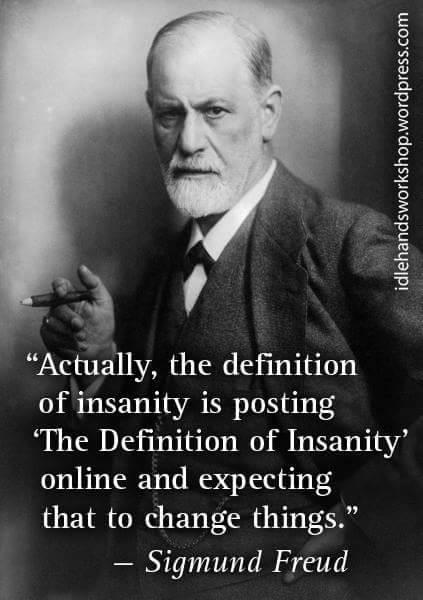 idlehandsworkshop.wordpress.com
“Actually, the definition
of insanity is posting
‘The Definition of Insanity’
online and expecting
that to change things.”
— Sigmund Freud